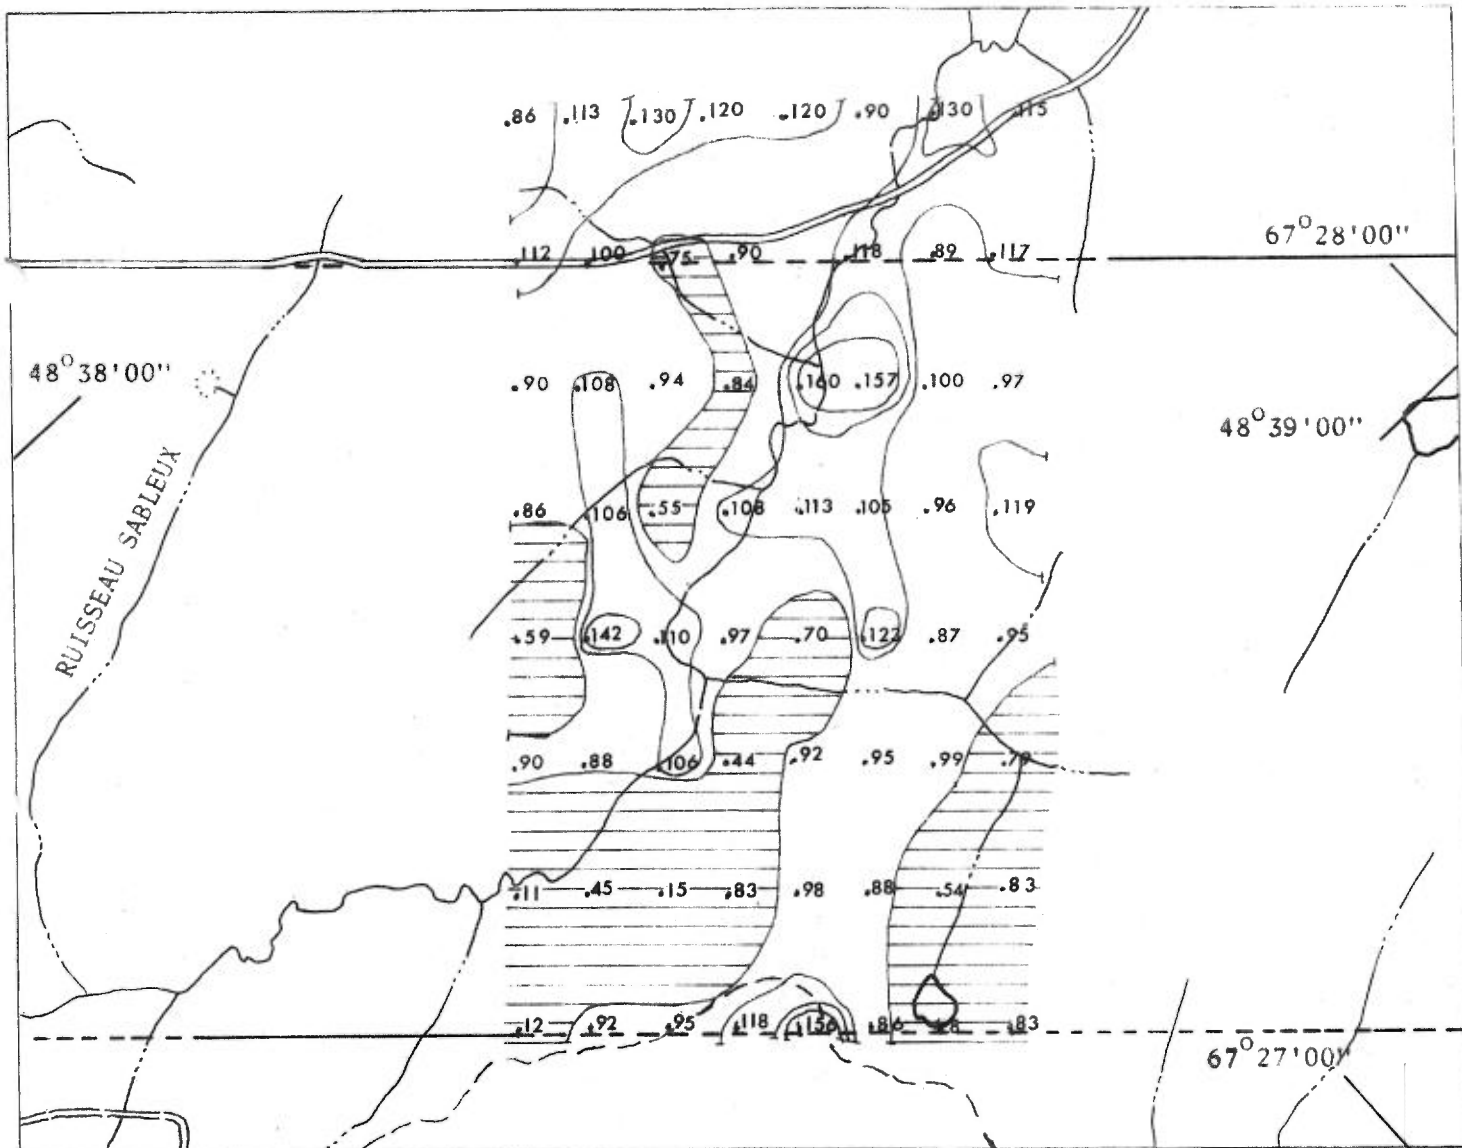 .86 .113 .130 .120 .120 .90 .130 .115
67°28'00"
.112 .100 .75 .90 .118 .89 .117
48°38'00"
.90 .108 .94 .84 .160 .157 .100 .97
48°39'00"
RUISSEAU SABLEUX
.86 .106 .55 .108 .113 .105 .96 .119
.59 .142 .110 .97 .70 .122 .87 .95
.90 .88 .106 .44 .92 .95 .99
.11 .45 .15 .83 .98 .88 .54 .83
.12 .92 .95 .118 .156 .86 .83
67°27'00"